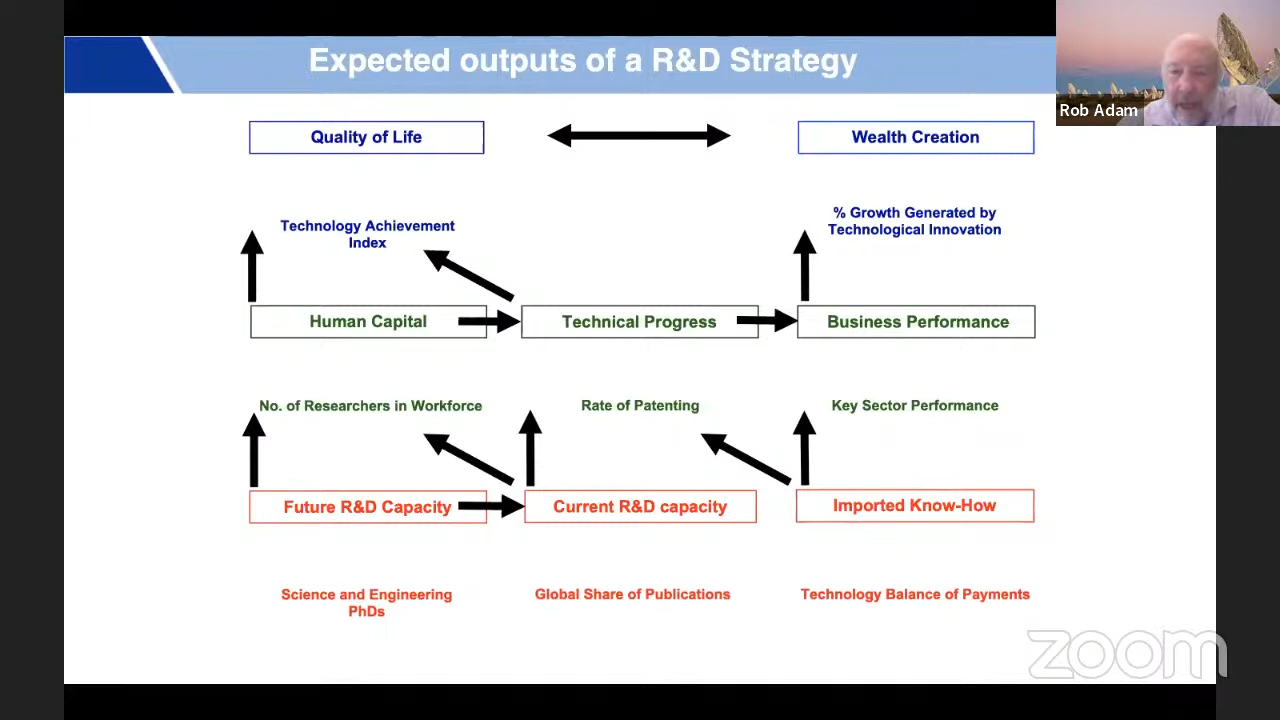 Expected outputs of a R&D Strategy
Rob Adam
Quality of Life
Wealth Creation
Technology Achievement
Index
% Growth Generated by
Technological Innovation
Human Capital
Technical Progress
Business Performance
No. of Researchers in Workforce
Rate of Patenting
Key Sector Performance
Future R&D Capacity
Current R&D capacity
Imported Know-How
Science and Engineering
PhDs
Global Share of Publications
Technology Balance of Payments
zoom